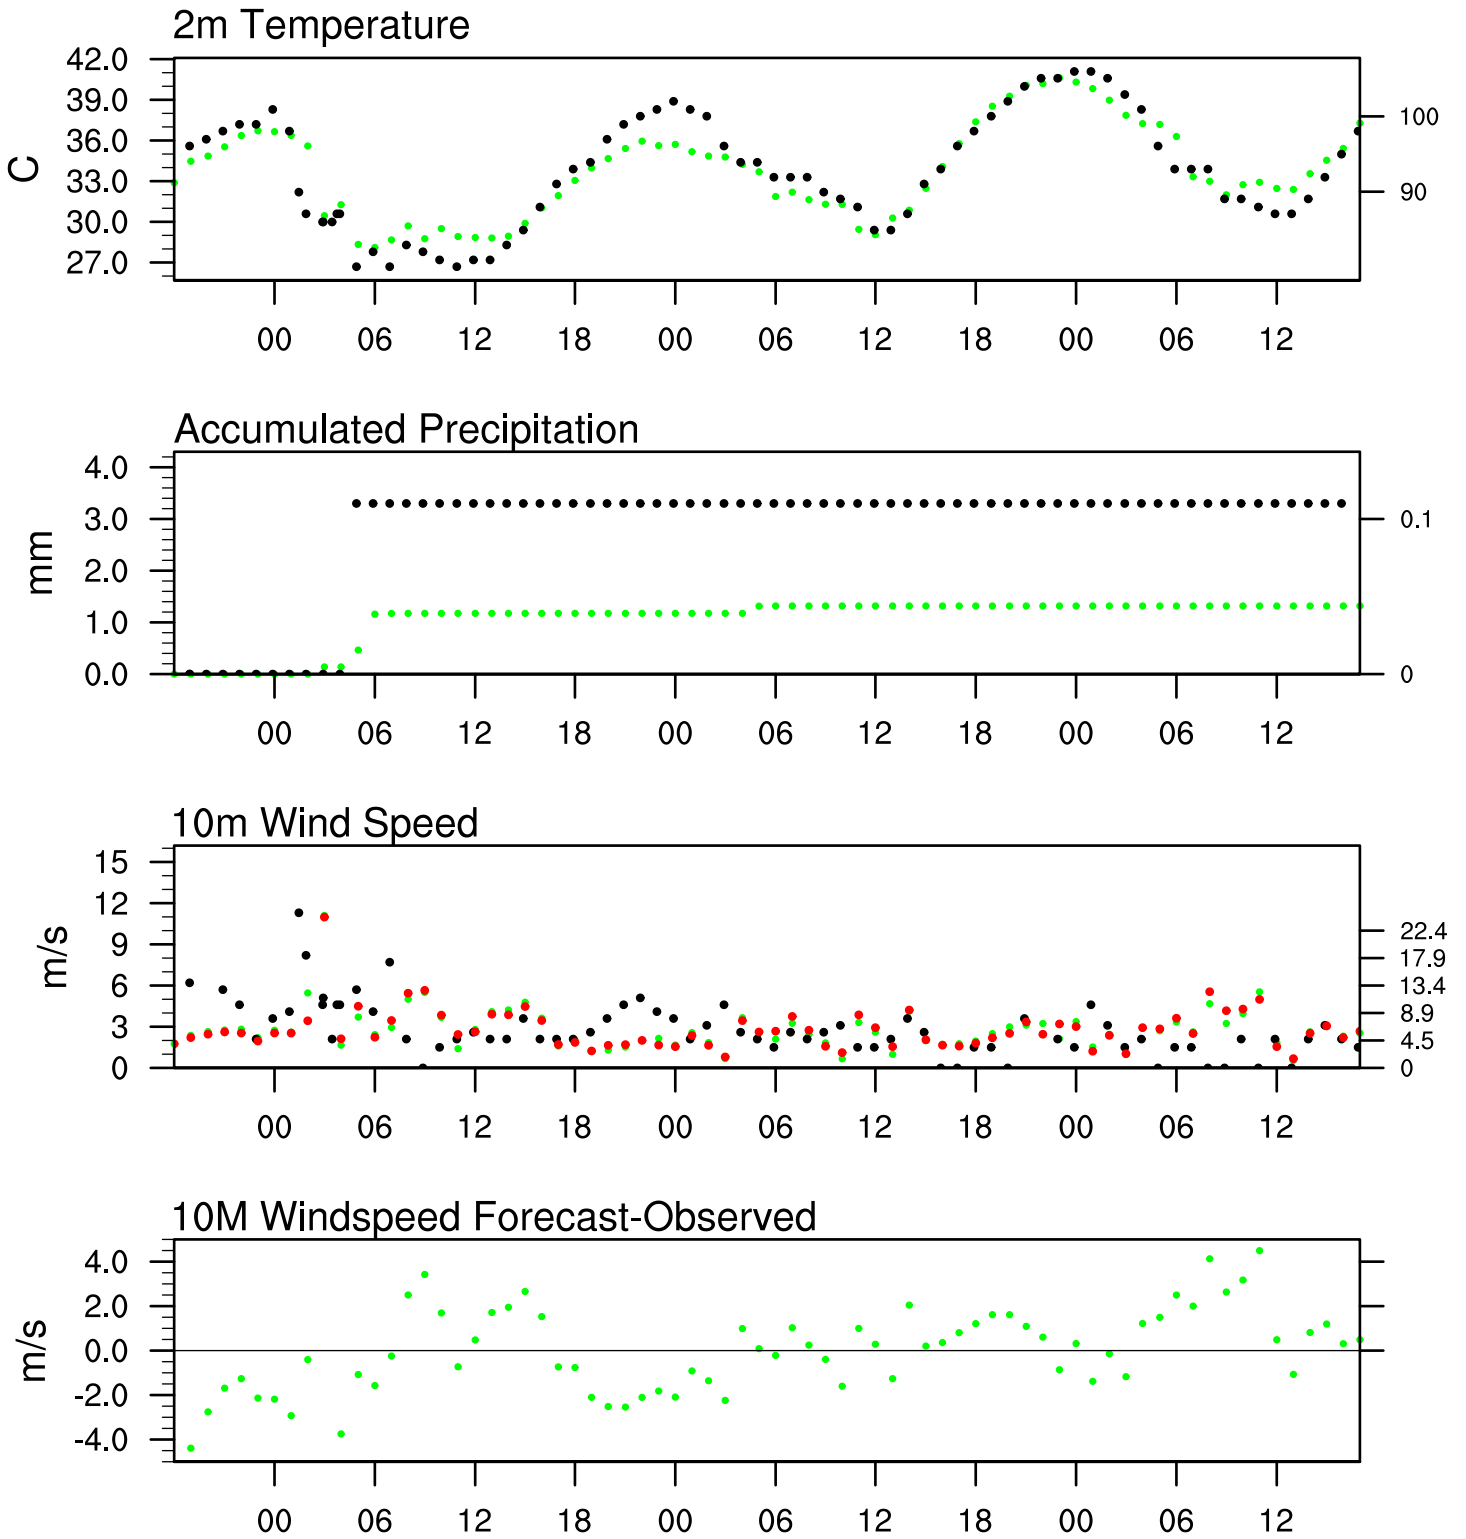 2m Temperature
42.0
39.0
36.0
33.0
30.0
27.0
C
100
90
00 06 12 18 00 06 12 18 00 06 12
Accumulated Precipitation
4.0
3.0
2.0
1.0
0.0
mm
0.1
0
00 06 12 18 00 06 12 18 00 06 12
10m Wind Speed
15
12
9
6
3
0
m/s
22.4
17.9
13.4
8.9
4.5
0
00 06 12 18 00 06 12 18 00 06 12
10M Windspeed Forecast-Observed
4.0
2.0
0.0
-2.0
-4.0
m/s
00 06 12 18 00 06 12 18 00 06 12